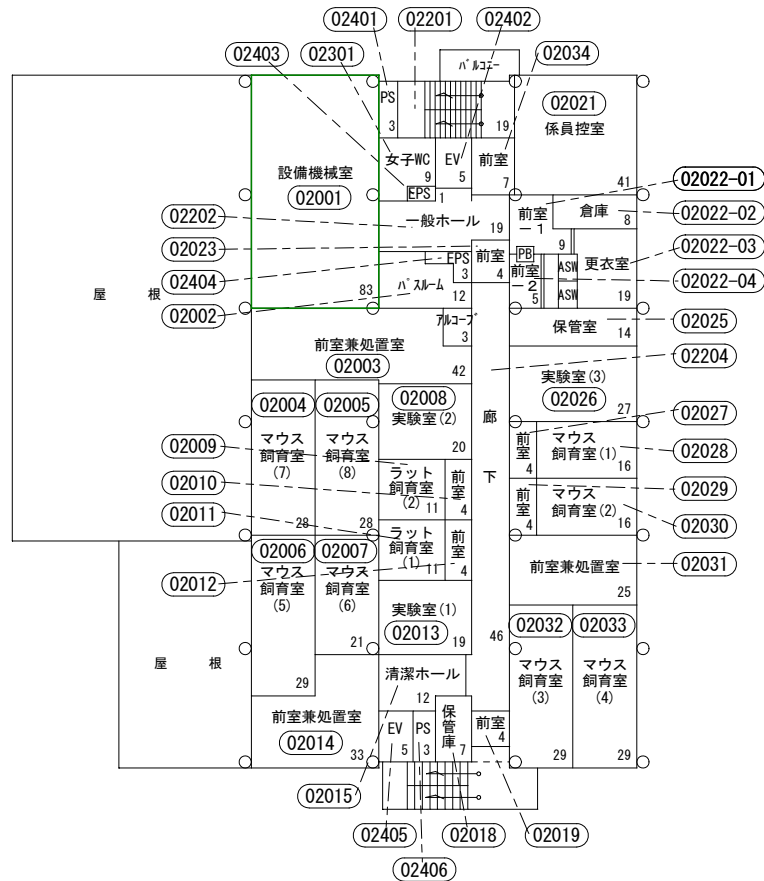 02401
02201
02402
02403
02301
02034
バルコニー
PS
3
19
02021
係員控室
41
女子WC
9
EV
5
前室
7
EPS
1
設備機械室
02001
83
02202
02023
02404
02002
一般ホール
19
前室
4
EPS
3
パスルーム
12
アルコーブ
3
前室
－1
9
倉庫
8
PB
前室
－2
5
ASW
ASW
更衣室
19
02022-01
02022-02
02022-03
02022-04
保管室
14
02025
02204
屋 根
前室兼処置室
02003
42
02004
マウス
飼育室
(7)
28
02005
マウス
飼育室
(8)
28
02008
実験室(2)
20
廊
下
46
実験室(3)
02026
27
02027
02028
02029
02030
02031
前室
4
マウス
飼育室(1)
16
前室
4
マウス
飼育室(2)
16
02009
02010
02011
02012
ラット
飼育室
(2)
11
前室
4
ラット
飼育室
(1)
11
前室
4
02006
マウス
飼育室
(5)
29
02007
マウス
飼育室
(6)
21
実験室(1)
02013
19
前室兼処置室
25
02032
マウス
飼育室
(3)
29
02033
マウス
飼育室
(4)
29
屋 根
清潔ホール
12
前室兼処置室
02014
33
EV
5
PS
3
保管庫
7
前室
4
02015
02405
02406
02018
02019